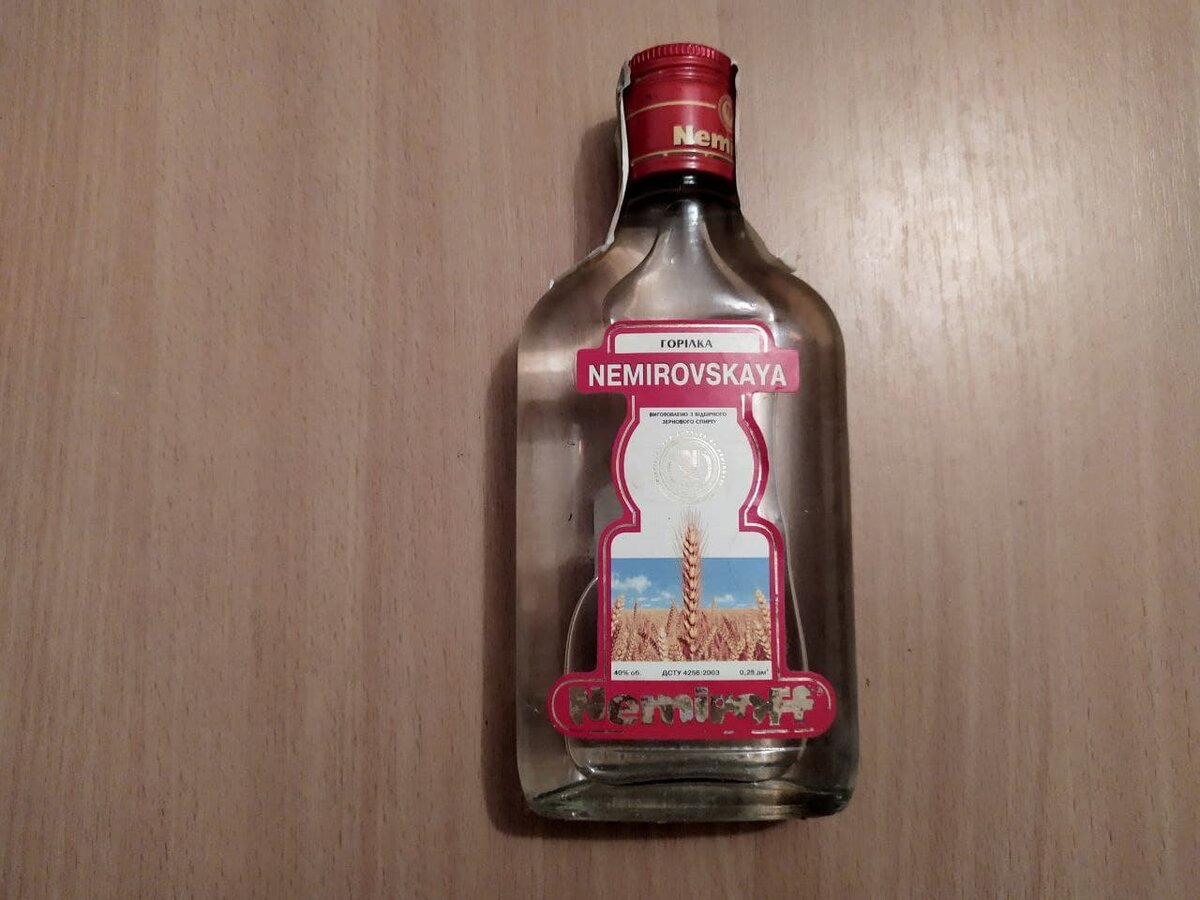 Nemi
ГОРІЛКА
NEMIROVSKAYA
ВИГОТОВЛЕНО З ВІДБІРНОГО
ЗЕРНОВОГО СПИРТУ
40% об. ДСТУ 4256:2003 0,25 дм³
Nemiroff